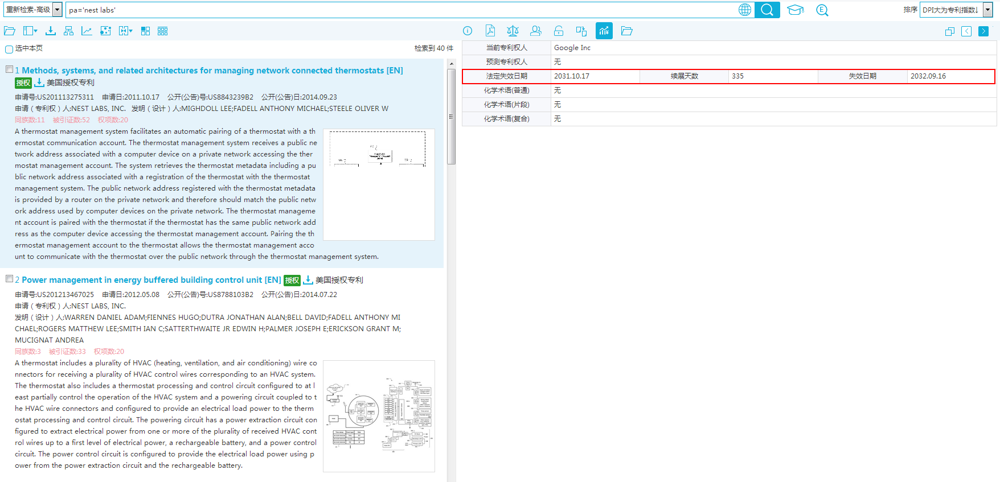 重新检索-高级
pa='nest labs'
排序 DPI大为专利指数↓
选中本页
检索到 40 件
1 Methods, systems, and related architectures for managing network connected thermostats [EN]
授权 美国授权专利
申请号:US201113275311 申请日:2011.10.17 公开(公告)号:US8843239B2 公开(公告)日:2014.09.23
申请（专利权）人:NEST LABS, INC. 发明（设计）人:MIGHDOLL LEE;FADELL ANTHONY MICHAEL;STEELE OLIVER W
同族数:11 被引证数:52 权项数:20
A thermostat management system facilitates an automatic pairing of a thermostat with a th
ermostat communication account. The thermostat management system receives a public ne
twork address associated with a computer device on a private network accessing the ther
mostat management account. The system retrieves the thermostat metadata including a pu
blic network address associated with a registration of the thermostat with the thermostat
management system. The public network address registered with the thermostat metadata
is provided by a router on the private network and therefore should match the public netw
ork address used by computer devices on the private network. The thermostat manageme
nt account is paired with the thermostat if the thermostat has the same public network add
ress as the computer device accessing the thermostat management account. Pairing the th
ermostat management account to the thermostat allows the thermostat management acco
unt to communicate with the thermostat over the public network through the thermostat management system.
2 Power management in energy buffered building control unit [EN] 授权 美国授权专利
申请号:US201213467025 申请日:2012.05.08 公开(公告)号:US8788103B2 公开(公告)日:2014.07.22
申请（专利权）人:NEST LABS, INC.
发明（设计）人:WARREN DANIEL ADAM;FIENNES HUGO;DUTRA JONATHAN ALAN;BELL DAVID;FADELL ANTHONY MI
CHAEL;ROGERS MATTHEW LEE;SMITH IAN C;SATTERTHWAITE JR EDWIN H;PALMER JOSEPH E;ERICKSON GRANT M;
MUCIGNAT ANDREA
同族数:3 被引证数:33 权项数:20
A thermostat includes a plurality of HVAC (heating, ventilation, and air conditioning) wire co
nnectors for receiving a plurality of HVAC control wires corresponding to an HVAC system.
The thermostat also includes a thermostat processing and control circuit configured to at l
east partially control the operation of the HVAC system and a powering circuit coupled to t
he HVAC wire connectors and configured to provide an electrical load power to the therm
ostat processing and control circuit. The powering circuit has a power extraction circuit con
figured to extract electrical power from one or more of the plurality of received HVAC cont
rol wires up to a first level of electrical power, a rechargeable battery, and a power control
circuit. The power control circuit is configured to provide the electrical load power using p
ower from the power extraction circuit and the rechargeable battery.
当前专利权人 Google Inc
预测专利权人 无
法定失效日期 2031.10.17 续展天数 335 失效日期 2032.09.16
化学术语(普通) 无
化学术语(片段) 无
化学术语(复合) 无